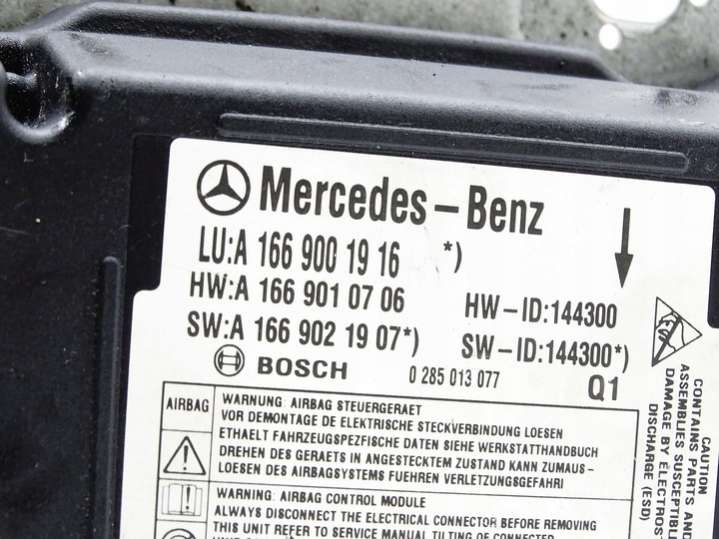 Mercedes-Benz
LU:A 166 900 19 16 *)
HW:A 166 901 07 06 HW-ID:144300
SW:A 166 902 19 07*) SW-ID:144300*)
BOSCH 0 285 013 077 Q1
AIRBAG
WARNUNG: AIRBAG STEUERGERAET
VOR DEMONTAGE DE ELEKTRISCHE STECKVERBINDUNG LOESEN
ETHAELT FAHRZEUGSPEZFISCHE DATEN SIEHE WERKSTATTHANDBUCH
DREHEN DES GERAETS IN ANGESTECKTEM ZUSTAND KANN ZUMAUS-
LOESEN DES AIRBAGSYSTEMS FUEHREN VERLETZUNGSGEFAHR!
WARNING: AIRBAG CONTROL MODULE
ALWAYS DISCONNECT THE ELECTRICAL CONNECTOR BEFORE REMOVING
THIS UNIT REFER TO SERVICE MANUAL TILTING OF CONNECTED
CAUTION
CONTAINS PARTS AND
ASSEMBLIES SUSCEPTIBLE
DAMAGE BY ELECTROST
DISCHARGE (ESD)